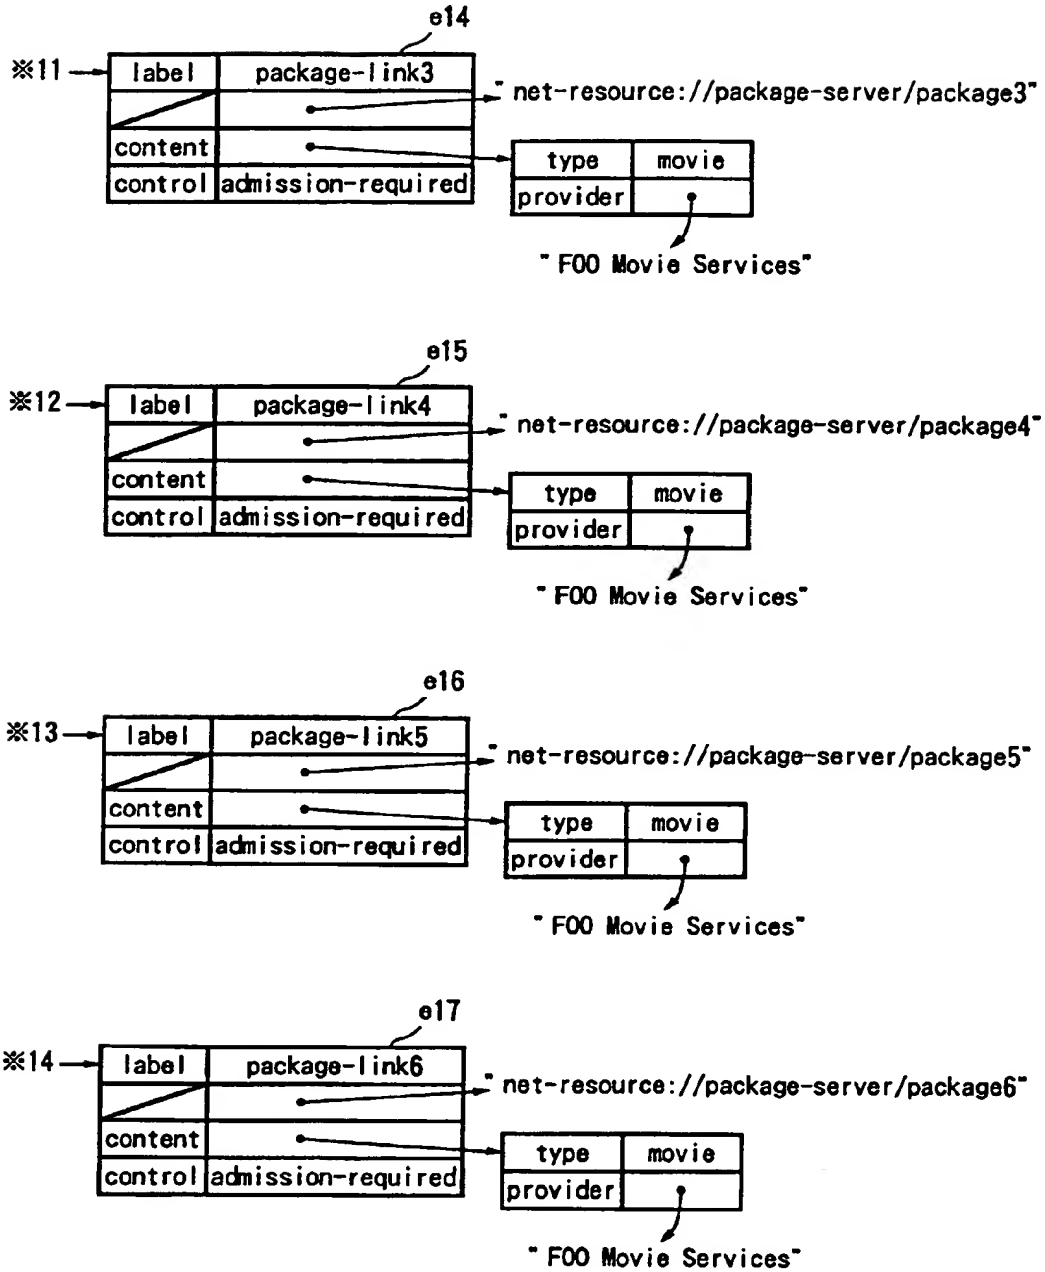 e14
※11 label package-link3
"net-resource://package-server/package3"
content type movie
control admission-required provider
"FOO Movie Services"
e15
※12 label package-link4
"net-resource://package-server/package4"
content type movie
control admission-required provider
"FOO Movie Services"
e16
※13 label package-link5
"net-resource://package-server/package5"
content type movie
control admission-required provider
"FOO Movie Services"
e17
※14 label package-link6
"net-resource://package-server/package6"
content type movie
control admission-required provider
"FOO Movie Services"